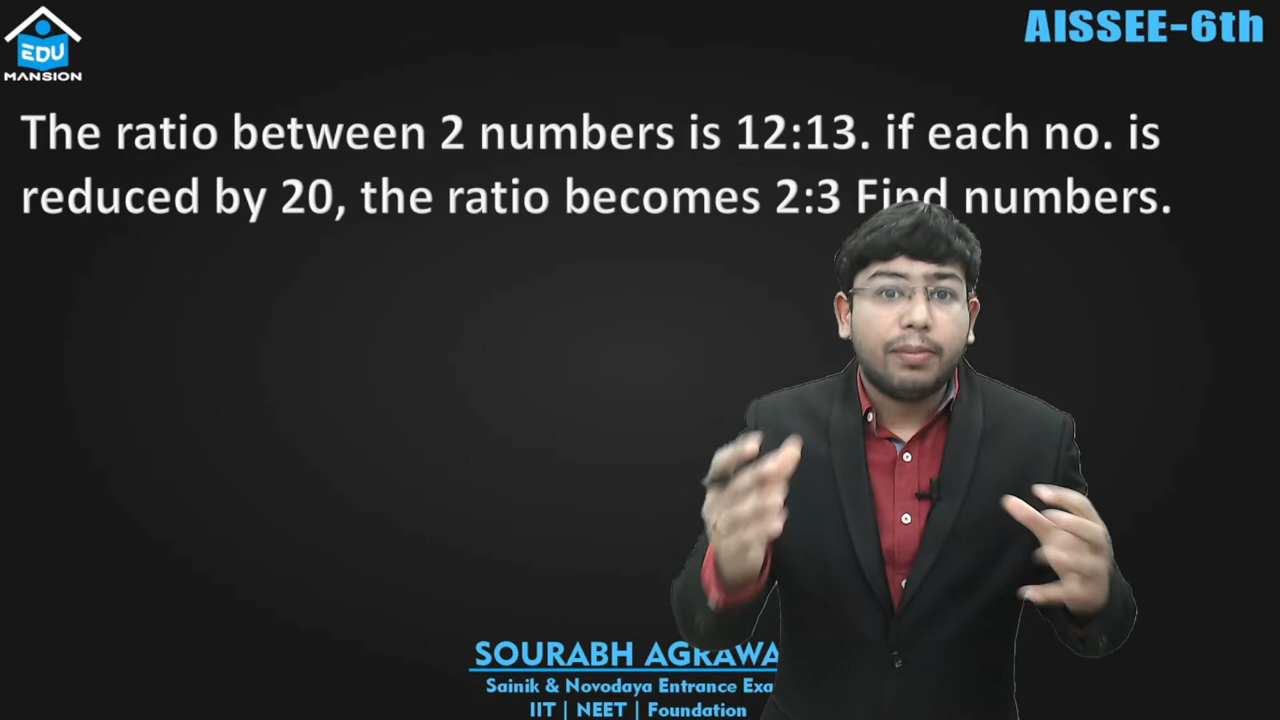 EDU
MANSION
AISSEE-6th
The ratio between 2 numbers is 12:13. if each no. is
reduced by 20, the ratio becomes 2:3 Find numbers.
SOURABH AGRAWA
Sainik & Novodaya Entrance Exa
IIT | NEET | Foundation